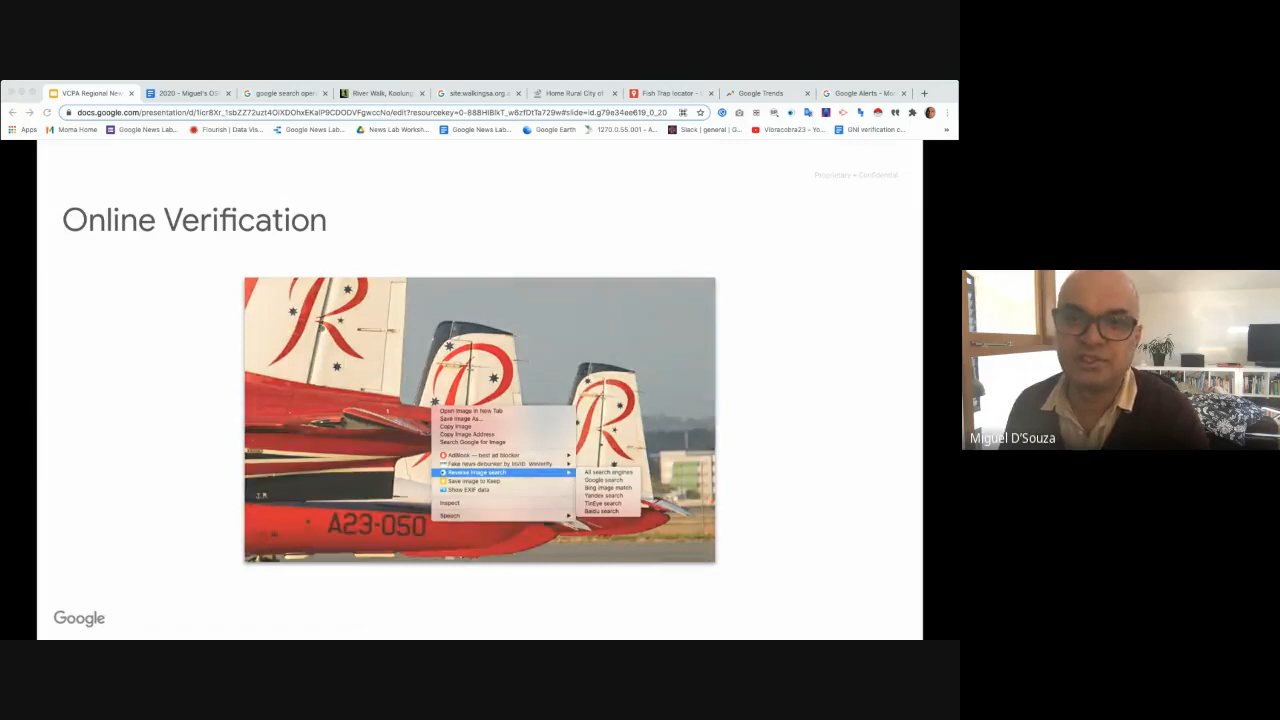 VCPA Regional New
2020 - Miguel's OS
google search oper
River Walk, Koolung
site:walkingsa.org.a
Home Rural City of
Fish Trap locator -
Google Trends
Google Alerts - Mo
Apps
Moma Home
Google News Lab...
Flourish | Data Vis...
Google News Lab...
News Lab Worksh...
Google News Lab...
Google Earth
1270.0.55.001 - A...
Slack | general | G...
Vibracobra23 - Yo...
GNI verification c...
Proprietary + Confidential
Online Verification
Open Image in New Tab
Save Image As...
Copy Image
Copy Image Address
Search Google for Image
AdBlock — best ad blocker
Fake news debunker by InVID WeVerify
Reverse Image search
Save Image to Keep
Show EXIF data
Inspect
Speech
All search engines
Google search
Bing image match
Yandex search
TinEye search
Baidu search
R
R
R
A23-050
Google
Miguel D'Souza